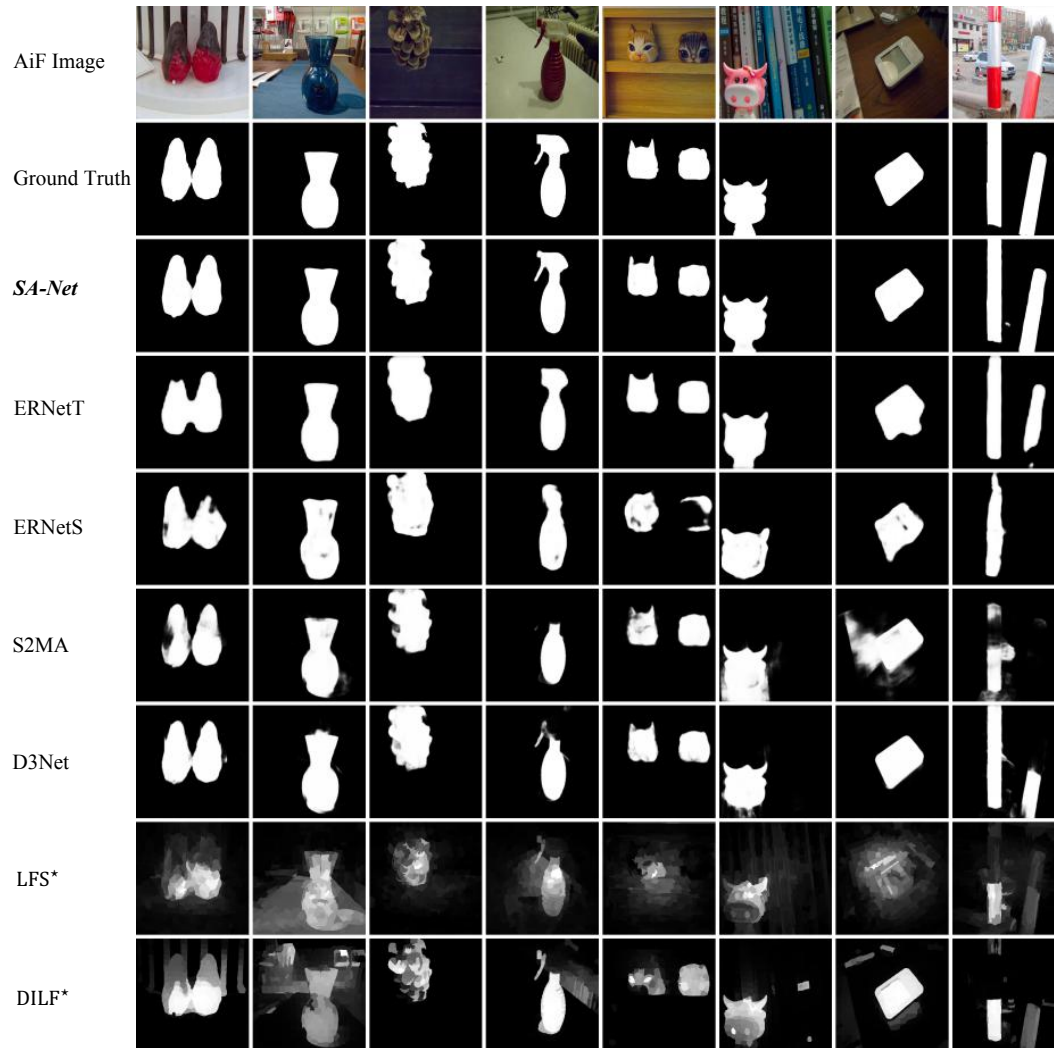 AiF Image
Ground Truth
SA-Net
ERNetT
ERNetS
S2MA
D3Net
LFS⋆
DILF⋆